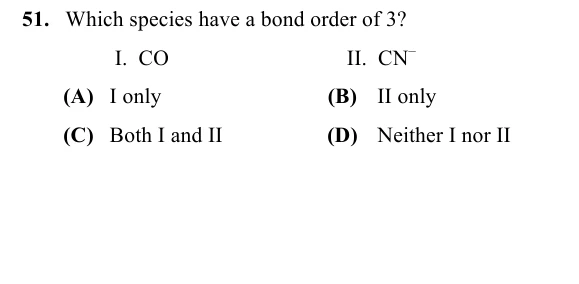 51. Which species have a bond order of 3?
I. CO II. CN⁻
(A) I only (B) II only
(C) Both I and II (D) Neither I nor II